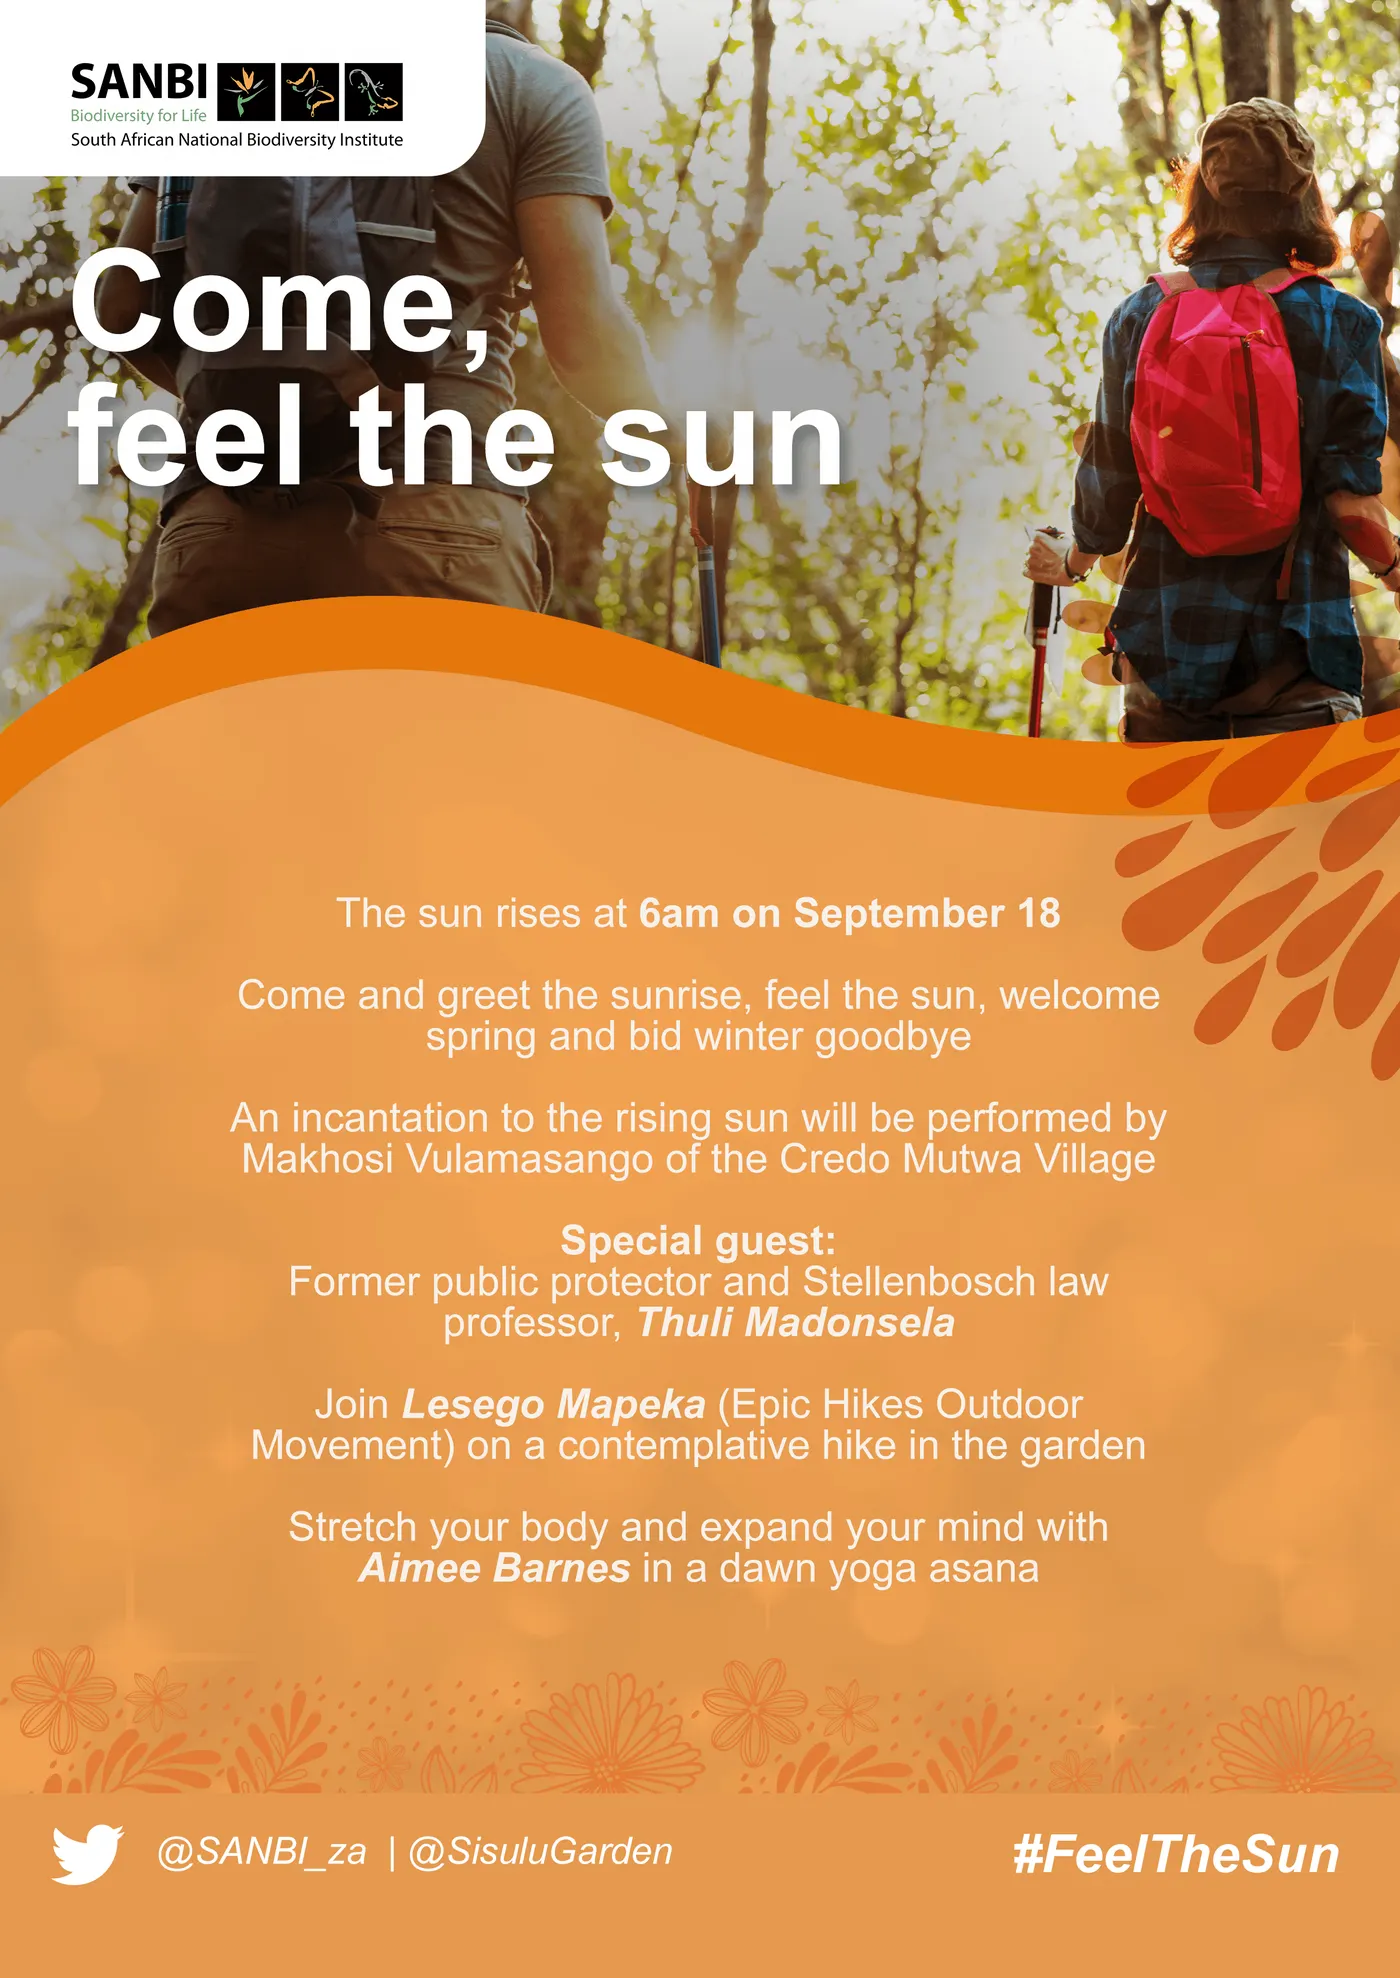 SANBI
Biodiversity for Life
South African National Biodiversity Institute
Come,
feel the sun
The sun rises at 6am on September 18
Come and greet the sunrise, feel the sun, welcome
spring and bid winter goodbye
An incantation to the rising sun will be performed by
Makhosi Vulamasango of the Credo Mutwa Village
Special guest:
Former public protector and Stellenbosch law
professor, Thuli Madonsela
Join Lesego Mapeka (Epic Hikes Outdoor
Movement) on a contemplative hike in the garden
Stretch your body and expand your mind with
Aimee Barnes in a dawn yoga asana
@SANBI_za | @SisuluGarden
#FeelTheSun